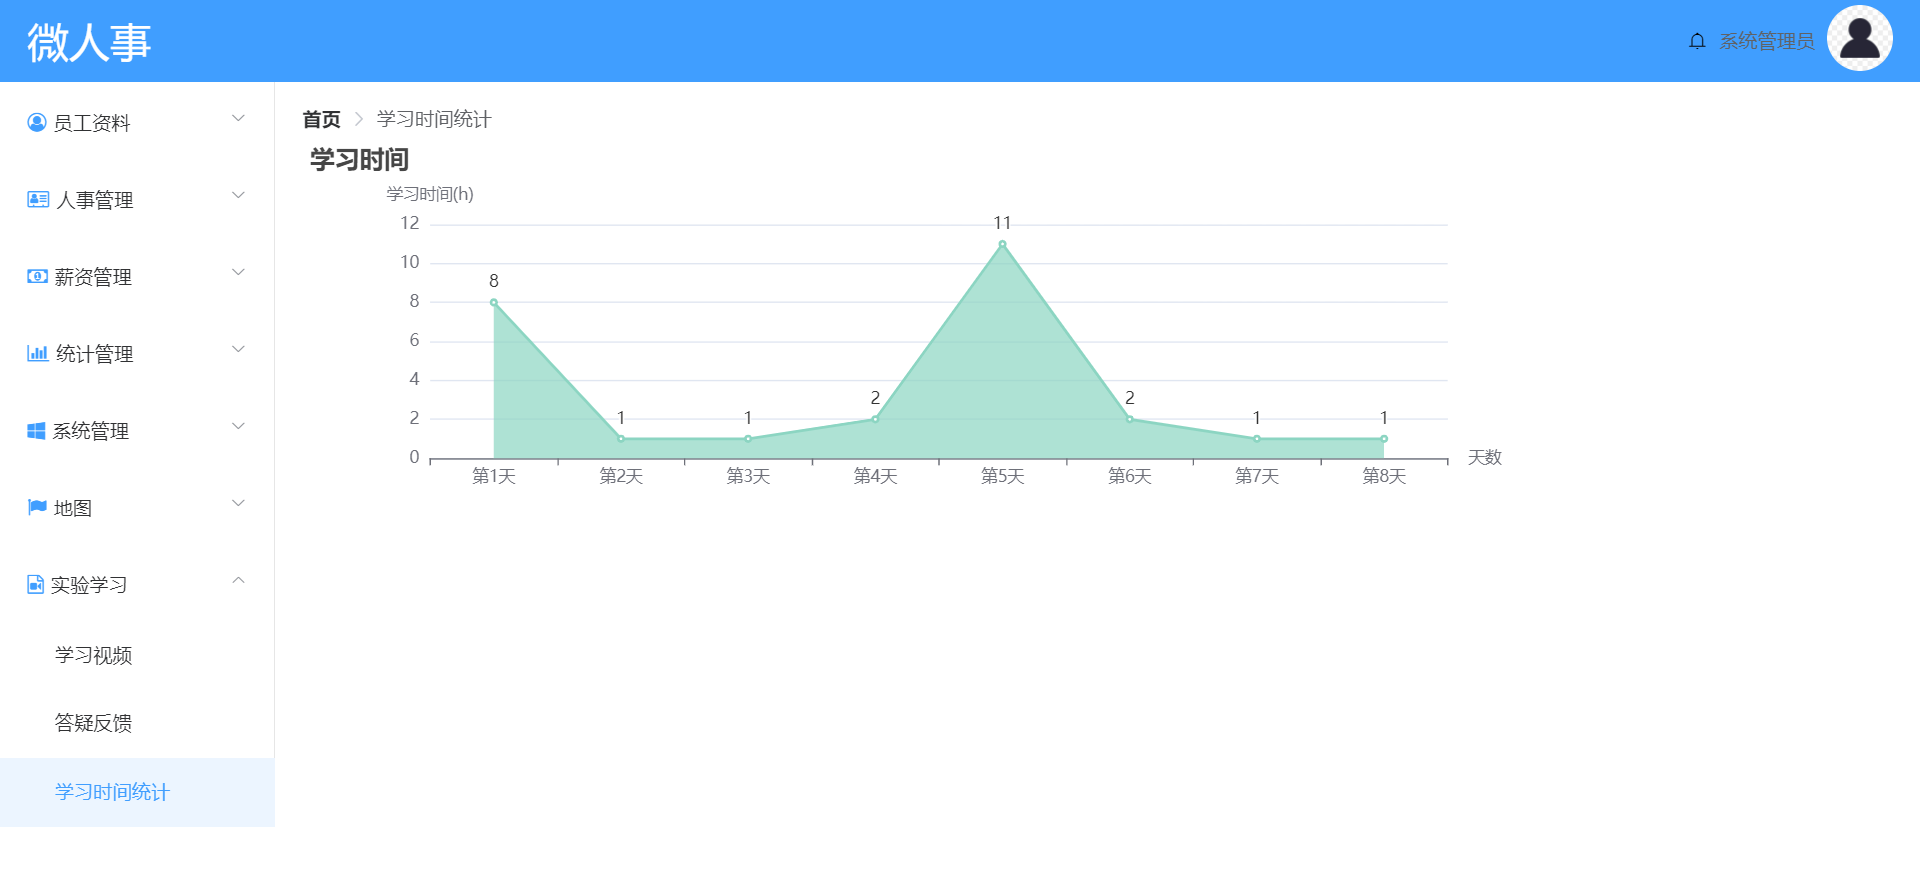 微人事
系统管理员
员工资料
人事管理
薪资管理
统计管理
系统管理
地图
实验学习
学习视频
答疑反馈
学习时间统计
首页 > 学习时间统计
学习时间
学习时间(h)
12
10
8
6
4
2
0
8
1
1
2
11
2
1
1
第1天 第2天 第3天 第4天 第5天 第6天 第7天 第8天
天数